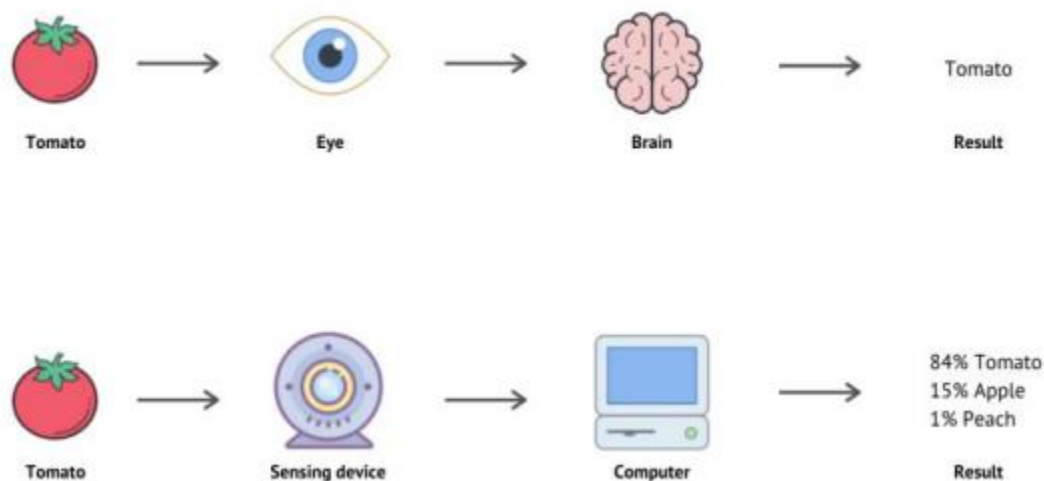 Tomato
Tomato
Eye
Brain
Result
84% Tomato
15% Apple
1% Peach
Tomato
Sensing device
Computer
Result